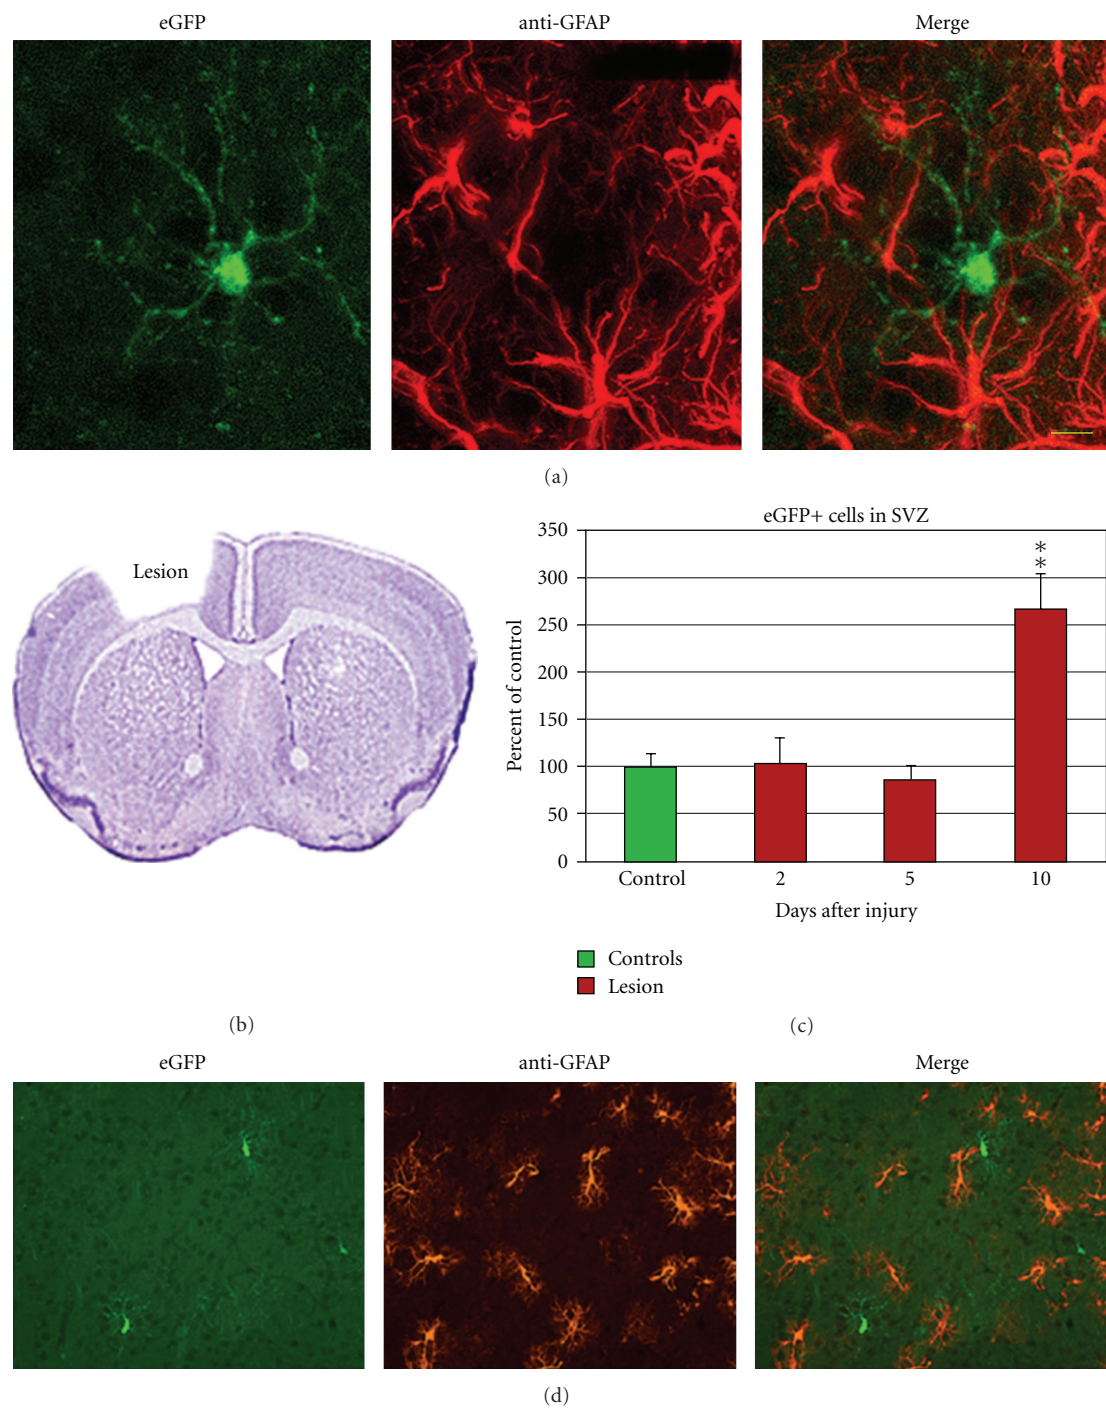 eGFP
anti-GFAP
Merge
(a)
Lesion
(b)
eGFP+ cells in SVZ
Percent of control
350
300
250
200
150
100
50
0
**
Control
2
5
10
Days after injury
Controls
Lesion
(c)
eGFP
anti-GFAP
Merge
(d)